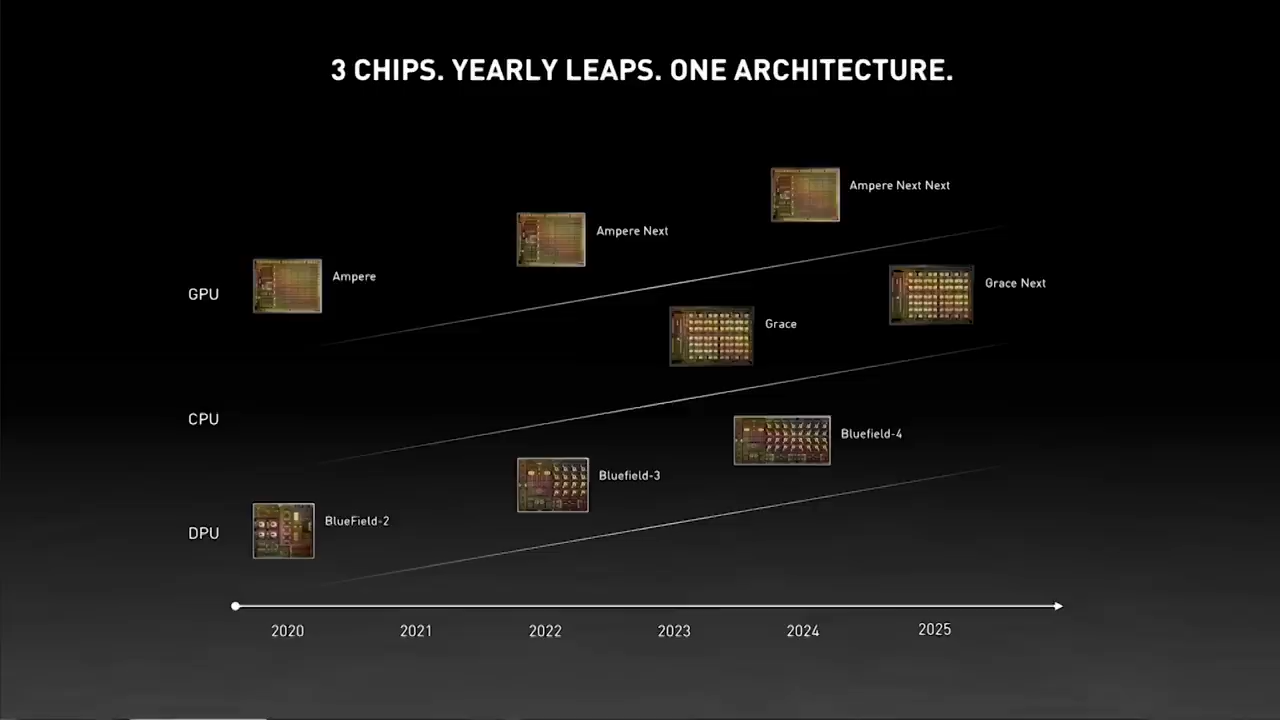 3 CHIPS. YEARLY LEAPS. ONE ARCHITECTURE.
GPU
Ampere
Ampere Next
Ampere Next Next
CPU
Grace
Grace Next
DPU
BlueField-2
Bluefield-3
Bluefield-4
2020 2021 2022 2023 2024 2025